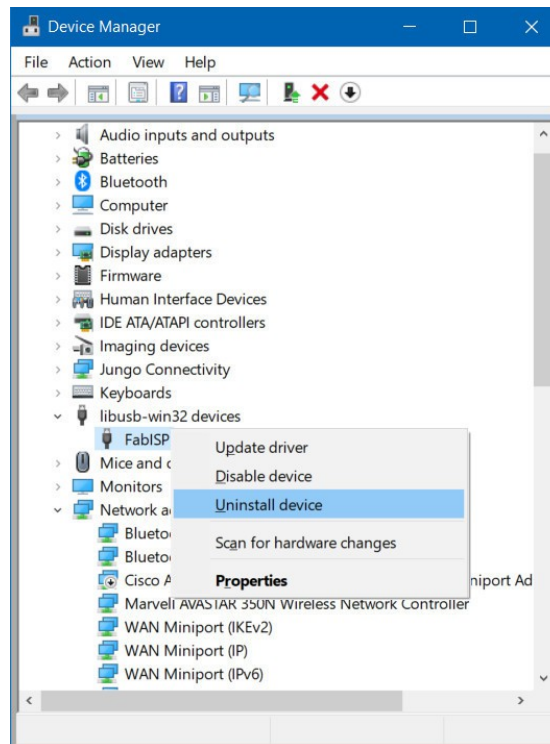 Device Manager
File Action View Help
Audio inputs and outputs
Batteries
Bluetooth
Computer
Disk drives
Display adapters
Firmware
Human Interface Devices
IDE ATA/ATAPI controllers
Imaging devices
Jungo Connectivity
Keyboards
libusb-win32 devices
FabISP
Update driver
Mice and
Disable device
Monitors
Uninstall device
Network a
Blueto
Scan for hardware changes
Blueto
Cisco A
Properties
niport Ad
Marvell AVASTAR 350N Wireless Network Controller
WAN Miniport (IKEv2)
WAN Miniport (IP)
WAN Miniport (IPv6)